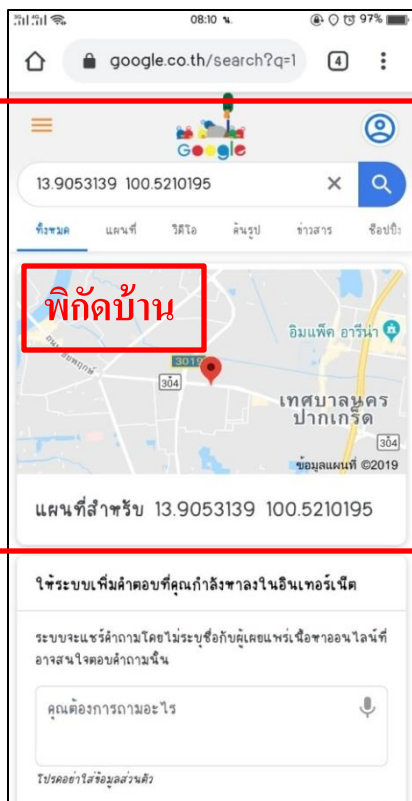 08:10 น.
97%
google.co.th/search?q=1
4
Google
13.9053139 100.5210195
ทั้งหมด แผนที่ วิดีโอ ค้นรูป ข่าวสาร ช็อปปิ้ง
พิกัดบ้าน
อิมแพ็ค อารีน่า
3019
304
เทศบาลนคร
ปากเกร็ด
304
ข้อมูลแผนที่ ©2019
แผนที่สำหรับ 13.9053139 100.5210195
ให้ระบบเพิ่มคำตอบที่คุณกำลังหาลงในอินเทอร์เน็ต
ระบบจะแชร์คำถามโดยไม่ระบุชื่อกับผู้เผยแพร่เนื้อหาออนไลน์ที่
อาจสนใจตอบคำถามนั้น
คุณต้องการถามอะไร
โปรดอย่าใส่ข้อมูลส่วนตัว